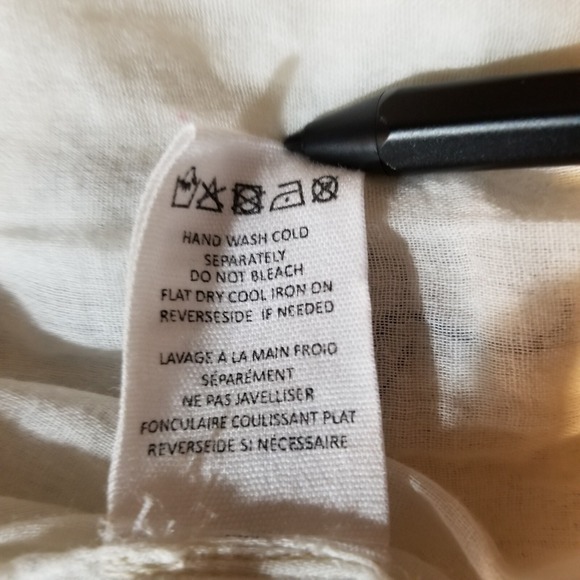 HAND WASH COLD
SEPARATELY
DO NOT BLEACH
FLAT DRY COOL IRON ON
REVERSESIDE IF NEEDED
LAVAGE A LA MAIN FROID
SÉPARÉMENT
NE PAS JAVELLISER
FONCULAIRE COULISSANT PLAT
REVERSEIDE SI NÉCESSAIRE